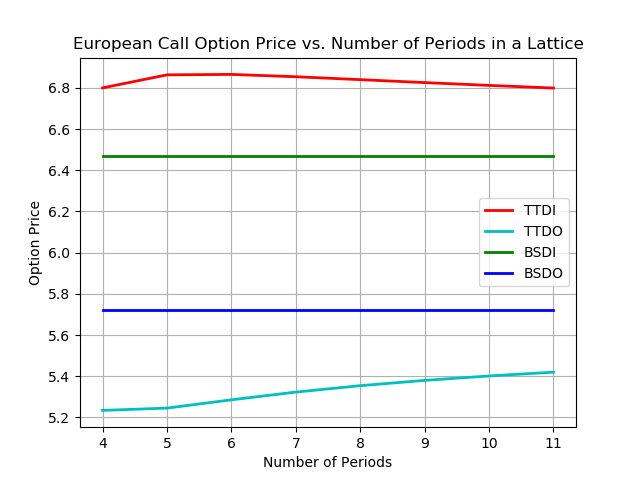 European Call Option Price vs. Number of Periods in a Lattice
6.8
6.6
6.4
6.2
6.0
5.8
5.6
5.4
5.2
Option Price
TTDI
TTDO
BSDI
BSDO
4 5 6 7 8 9 10 11
Number of Periods